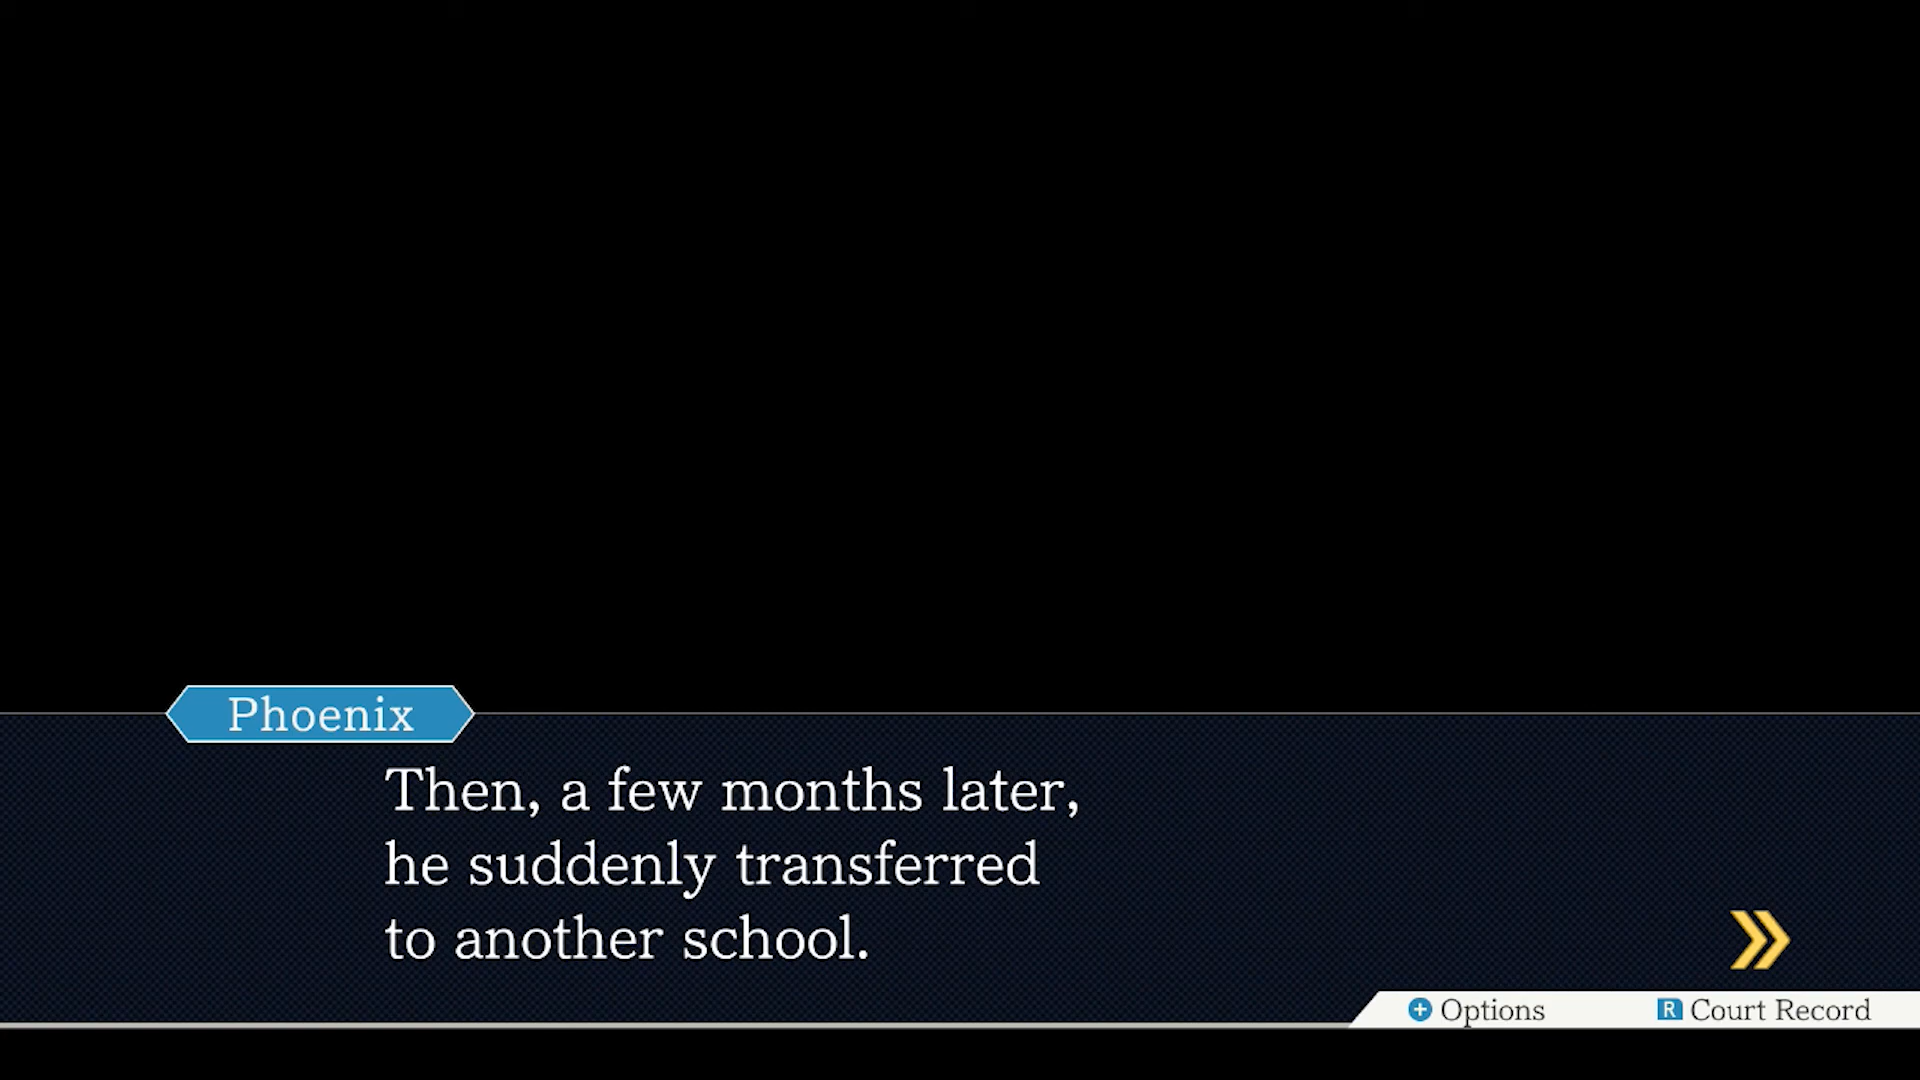 Phoenix
Then, a few months later,
he suddenly transferred
to another school.
+ Options
R Court Record